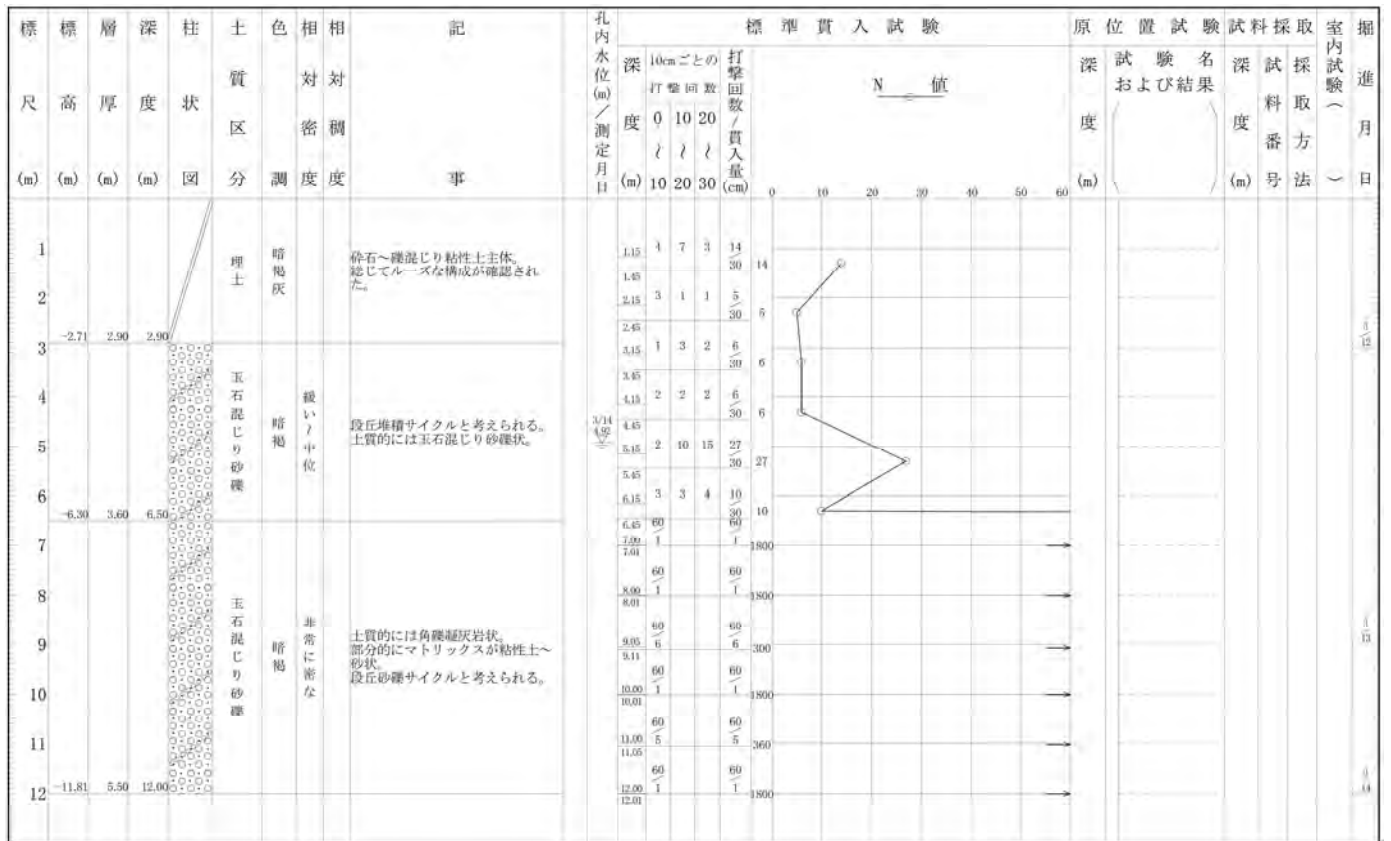 標尺(m)
標高(m)
層厚(m)
深度(m)
柱状図
土質区分
色調
相対密度
相対稠度
記事
孔内水位(m)/測定月日
標準貫入試験
深度(m)
10cmごとの打撃回数
0 10 20
~ ~ ~
10 20 30
打撃回数/貫入量(cm)
N 値
0 10 20 30 40 50 60
原位置試験
深度(m)
試験名および結果
試料採取
深度(m)
試料番号
採取方法
室内試験( )
掘進月日
1
2
3
4
5
6
7
8
9
10
11
12
-2.71 2.90 2.90
埋土
暗褐灰
砕石~礫混じり粘性土主体。
総じてルーズな構成が確認され
た。
-6.30 3.60 6.50
玉石混じり砂礫
暗褐
緩い~中位
段丘堆積サイクルと考えられる。
土質的には玉石混じり砂礫状。
-11.81 5.50 12.00
玉石混じり砂礫
暗褐
非常に密な
土質的には角礫凝灰岩状。
部分的にマトリックスが粘性土~
砂状。
段丘砂礫サイクルと考えられる。
3/14
4.92
1.15 4 7 3 14/30 14
1.45
2.15 3 1 1 5/30 5
2.45
3.15 1 3 2 6/30 6
3.45
4.15 2 2 2 6/30 6
4.45
5.15 2 10 15 27/30 27
5.45
6.15 3 3 4 10/30 10
6.45
7.00 60/1 60/1 1800
7.01
8.00 60/1 60/1 1800
8.01
9.05 60/6 60/6 300
9.11
10.00 60/1 60/1 1800
10.01
11.00 60/5 60/5 360
11.05
12.00 60/1 60/1 1800
12.01
3/12
3/13